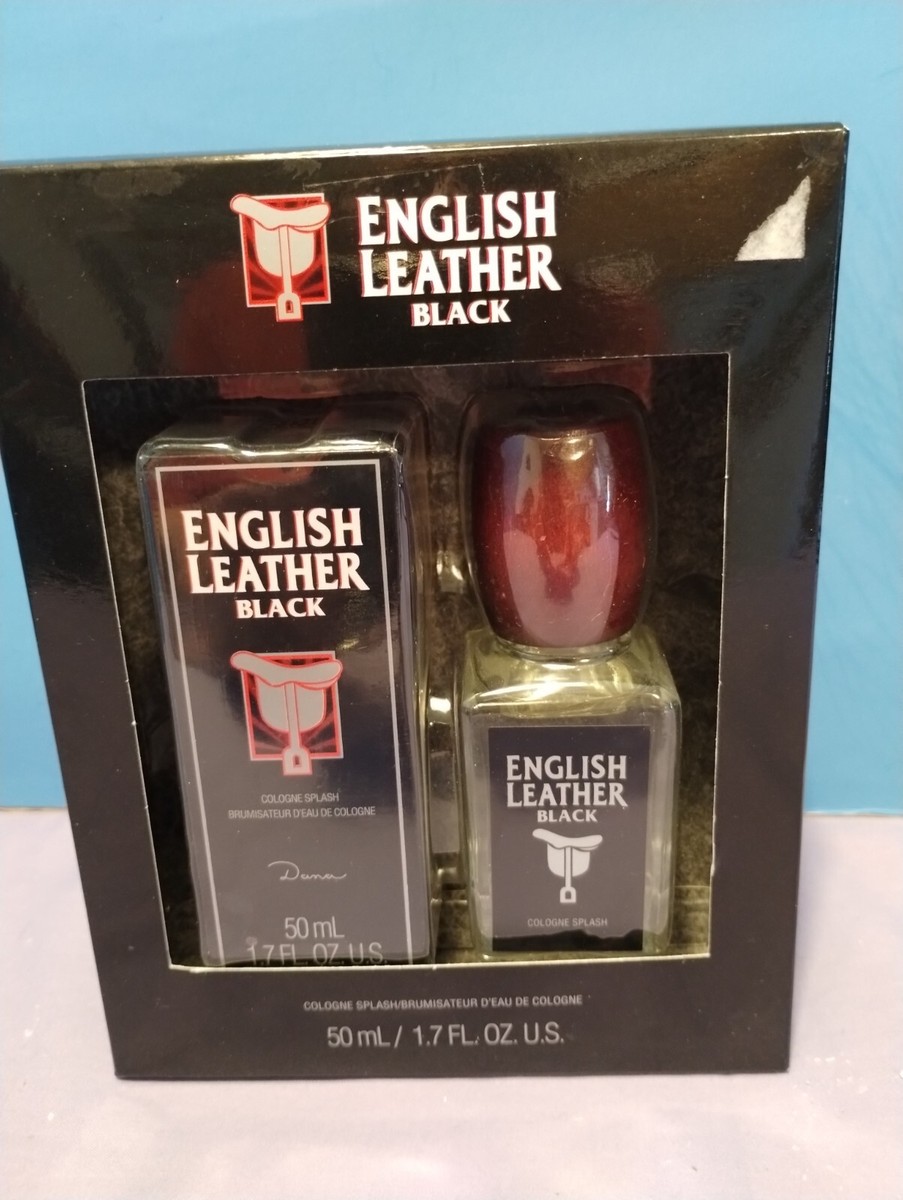 ENGLISH
LEATHER
BLACK
ENGLISH
LEATHER
BLACK
COLOGNE SPLASH
BRUMISATEUR D'EAU DE COLOGNE
Dana
50 mL
1.7 FL. OZ. U.S.
ENGLISH
LEATHER
BLACK
COLOGNE SPLASH
COLOGNE SPLASH/BRUMISATEUR D'EAU DE COLOGNE
50 mL / 1.7 FL. OZ. U.S.